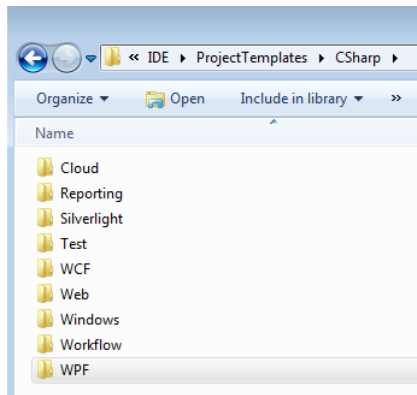 « IDE ▸ ProjectTemplates ▸ CSharp ▸
Organize ▾ Open Include in library ▾ »
Name
Cloud
Reporting
Silverlight
Test
WCF
Web
Windows
Workflow
WPF